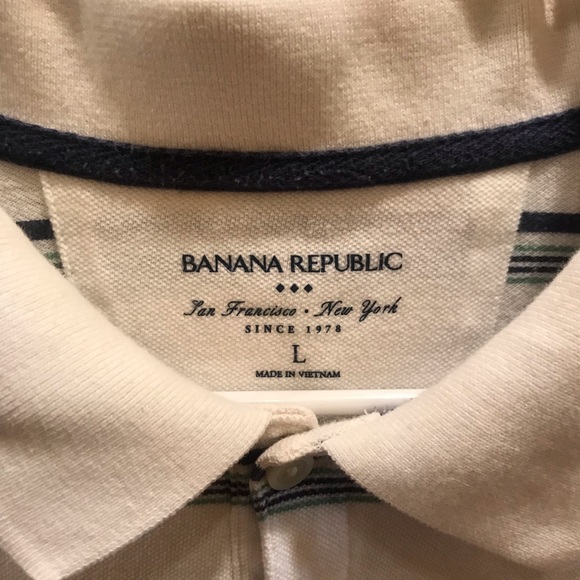 BANANA REPUBLIC
San Francisco • New York
SINCE 1978
L
MADE IN VIETNAM